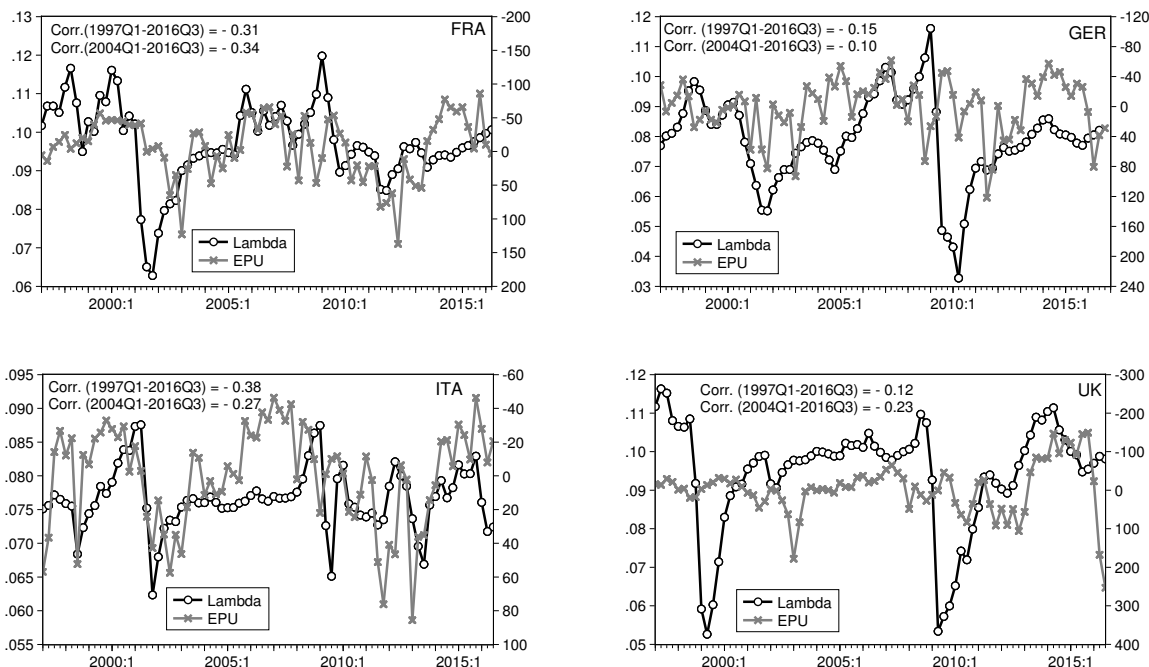 FRA
Corr.(1997Q1-2016Q3) = - 0.31
Corr.(2004Q1-2016Q3) = - 0.34
.13
.12
.11
.10
.09
.08
.07
.06
-200
-150
-100
-50
0
50
100
150
200
Lambda
EPU
2000:1 2005:1 2010:1 2015:1
GER
Corr.(1997Q1-2016Q3) = - 0.15
Corr. (2004Q1-2016Q3) = - 0.10
.12
.11
.10
.09
.08
.07
.06
.05
.04
.03
-120
-80
-40
0
40
80
120
160
200
240
Lambda
EPU
2000:1 2005:1 2010:1 2015:1
ITA
Corr. (1997Q1-2016Q3) = - 0.38
Corr. (2004Q1-2016Q3) = - 0.27
.095
.090
.085
.080
.075
.070
.065
.060
.055
-60
-40
-20
0
20
40
60
80
100
Lambda
EPU
2000:1 2005:1 2010:1 2015:1
UK
Corr. (1997Q1-2016Q3) = - 0.12
Corr. (2004Q1-2016Q3) = - 0.23
.12
.11
.10
.09
.08
.07
.06
.05
-300
-200
-100
0
100
200
300
400
Lambda
EPU
2000:1 2005:1 2010:1 2015:1